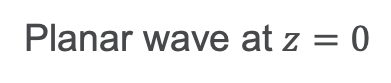 Planar wave at z = 0